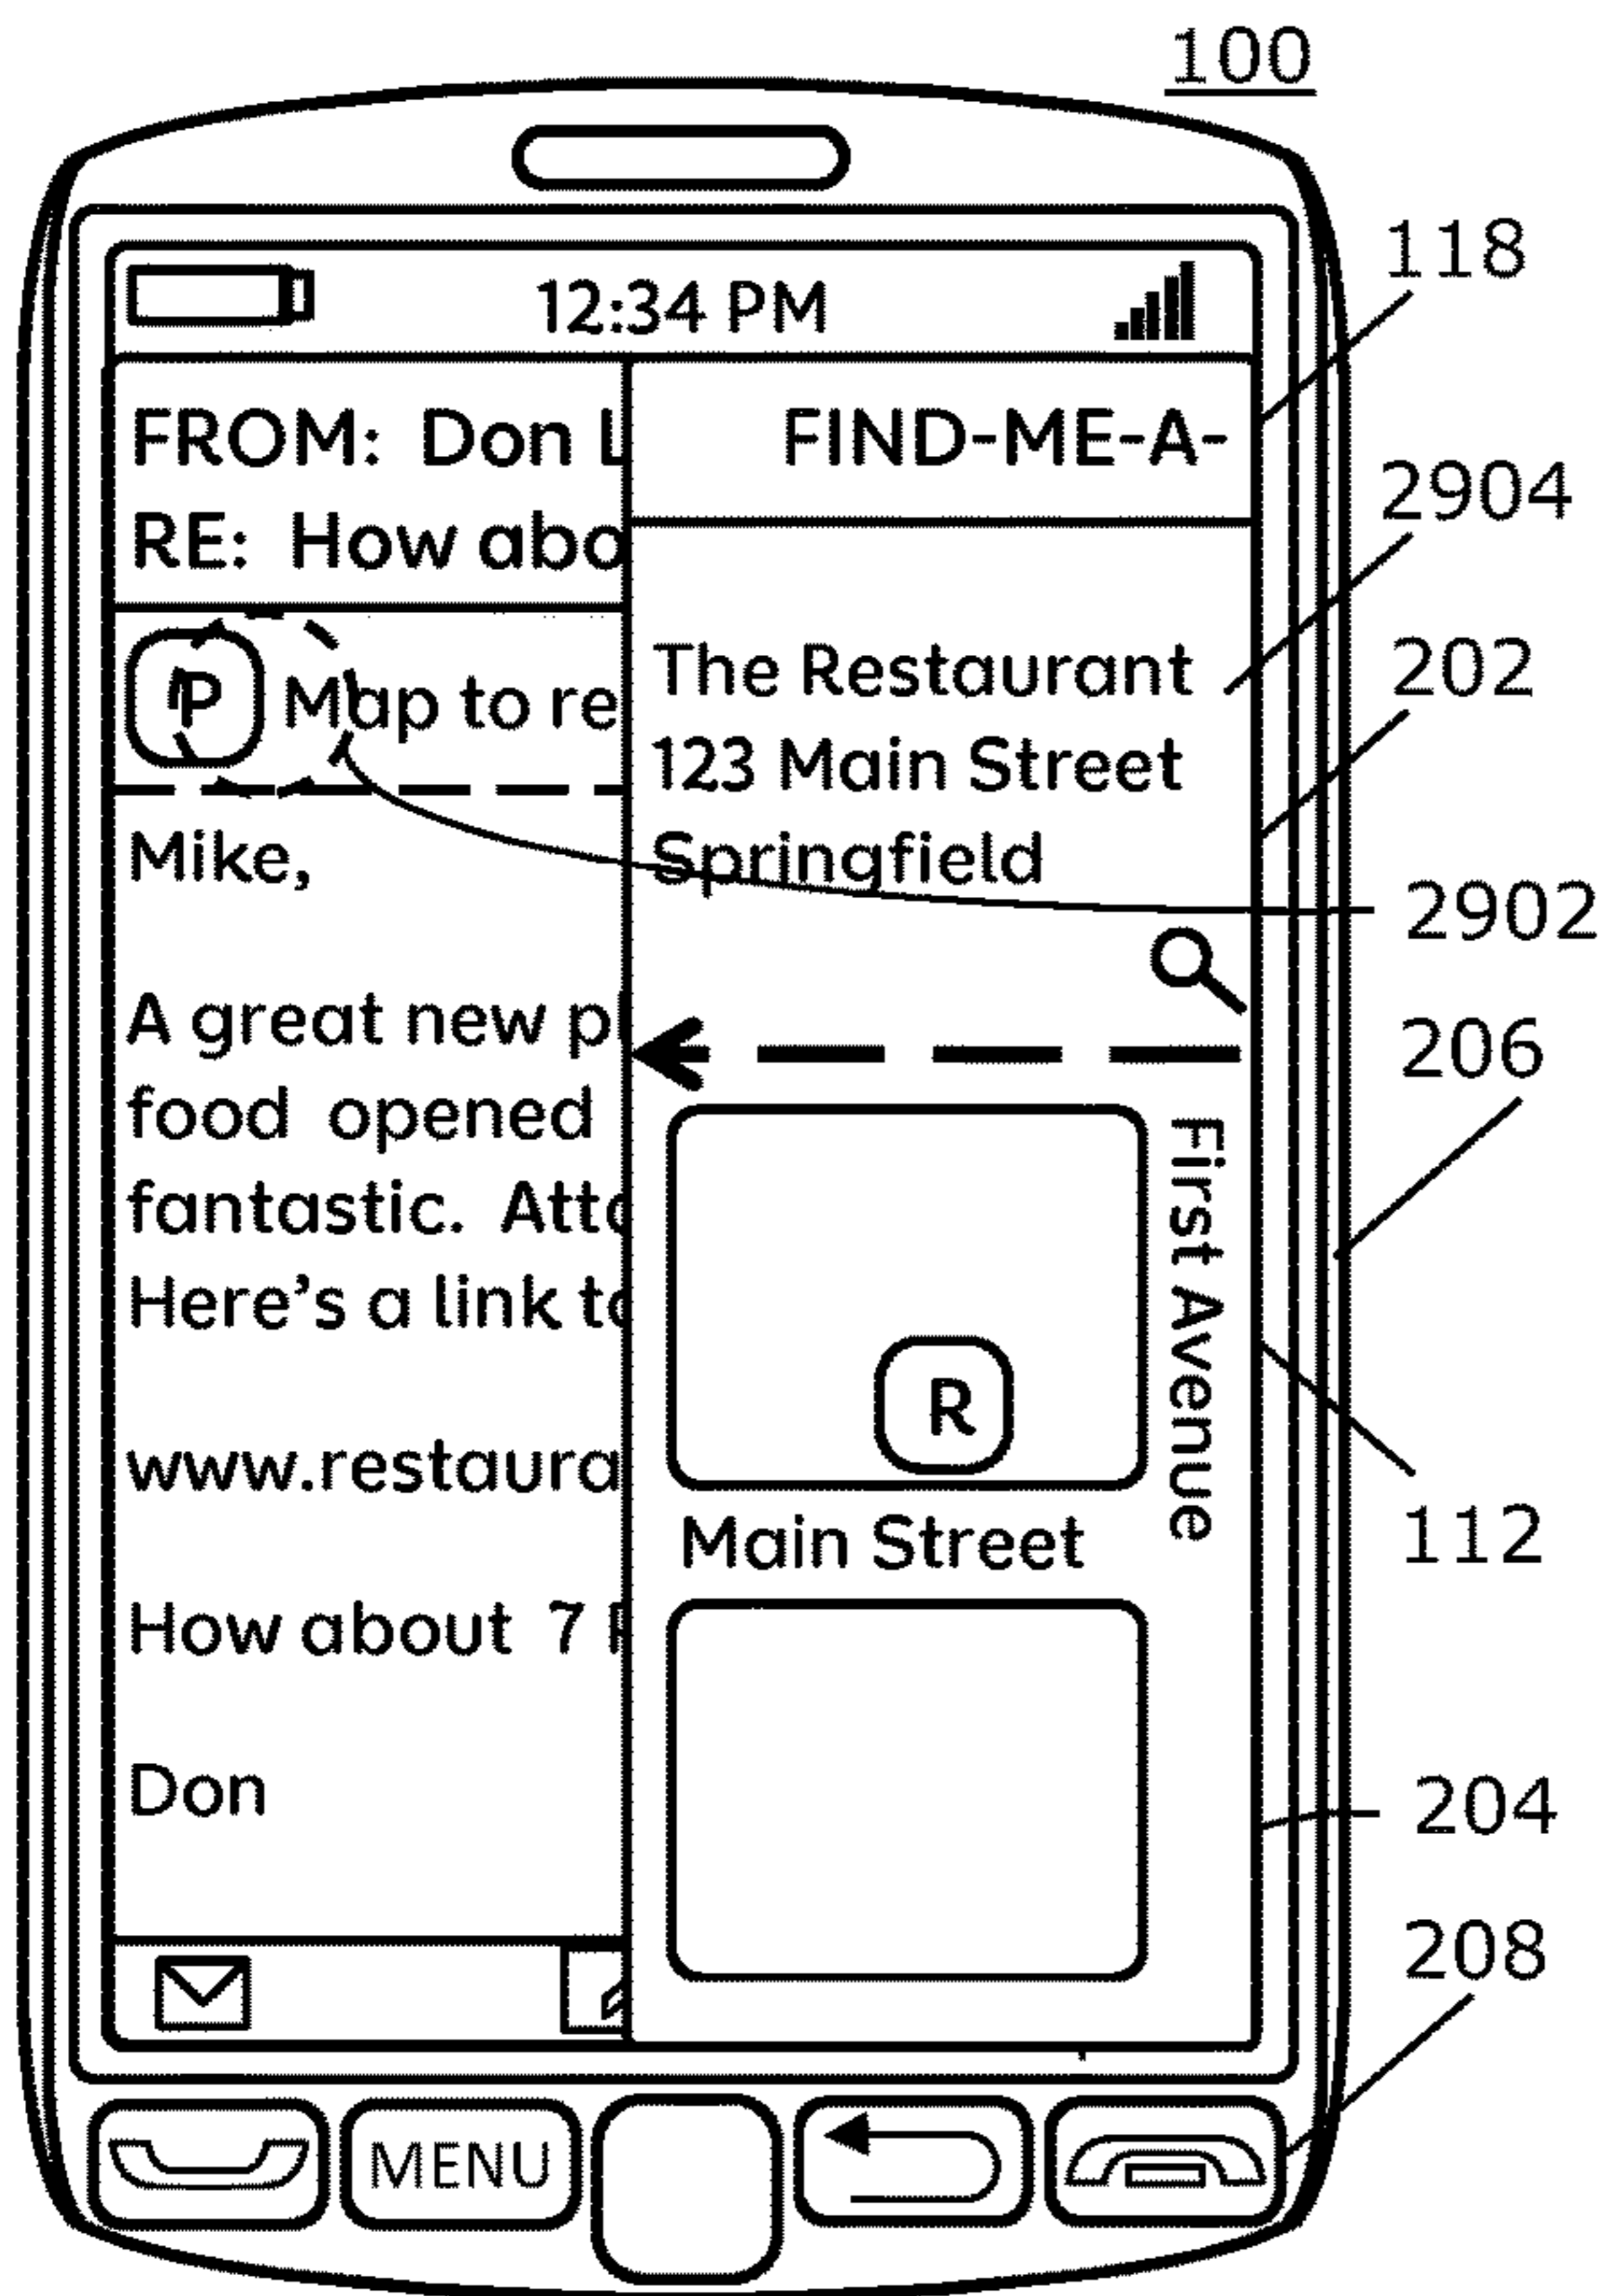 100
12:34 PM
FROM: Don L
RE: How abo
P Map to re
Mike,
A great new p
food opened
fantastic. Atta
Here's a link to
www.restaura
How about 7 P
Don
FIND-ME-A-
The Restaurant
123 Main Street
Springfield
First Avenue
R
Main Street
MENU
118
2904
202
2902
206
112
204
208